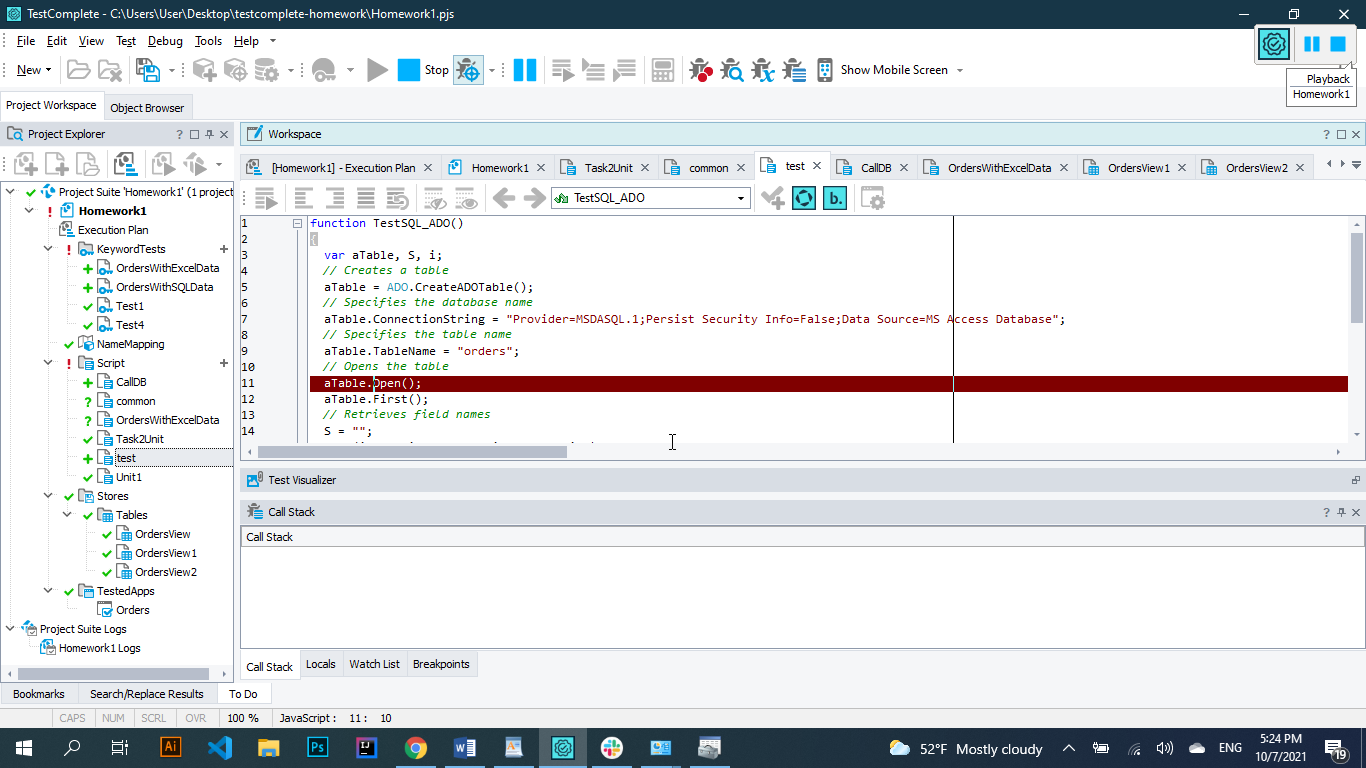 TestComplete - C:\Users\User\Desktop\testcomplete-homework\Homework1.pjs
File Edit View Test Debug Tools Help
New Stop Show Mobile Screen
Playback
Homework1
Project Workspace Object Browser
Project Explorer
Workspace
[Homework1] - Execution Plan Homework1 Task2Unit common test CallDB OrdersWithExcelData OrdersView1 OrdersView2
TestSQL_ADO
b.
Project Suite 'Homework1' (1 project
Homework1
Execution Plan
KeywordTests
OrdersWithExcelData
OrdersWithSQLData
Test1
Test4
NameMapping
Script
CallDB
common
OrdersWithExcelData
Task2Unit
test
Unit1
Stores
Tables
OrdersView
OrdersView1
OrdersView2
TestedApps
Orders
Project Suite Logs
Homework1 Logs
1 function TestSQL_ADO()
2 {
3 var aTable, S, i;
4 // Creates a table
5 aTable = ADO.CreateADOTable();
6 // Specifies the database name
7 aTable.ConnectionString = "Provider=MSDASQL.1;Persist Security Info=False;Data Source=MS Access Database";
8 // Specifies the table name
9 aTable.TableName = "orders";
10 // Opens the table
11 aTable.Open();
12 aTable.First();
13 // Retrieves field names
14 S = "";
Test Visualizer
Call Stack
Call Stack
Call Stack Locals Watch List Breakpoints
Bookmarks Search/Replace Results To Do
CAPS NUM SCRL OVR 100 % JavaScript : 11 : 10
Ai Ps IJ W
52°F Mostly cloudy ENG
5:24 PM
10/7/2021
19